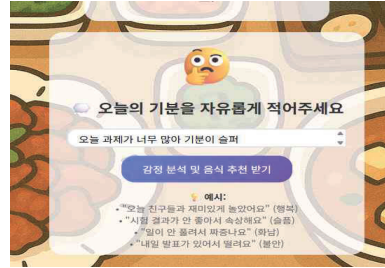 오늘의 기분을 자유롭게 적어주세요
오늘 과제가 너무 많아 기분이 슬퍼
감정 분석 및 음식 추천 받기
예시:
• "오늘 친구들과 재미있게 놀았어요" (행복)
• "시험 결과가 안 좋아서 속상해요" (슬픔)
• "일이 안 풀려서 짜증나요" (화남)
• "내일 발표가 있어서 떨려요" (불안)